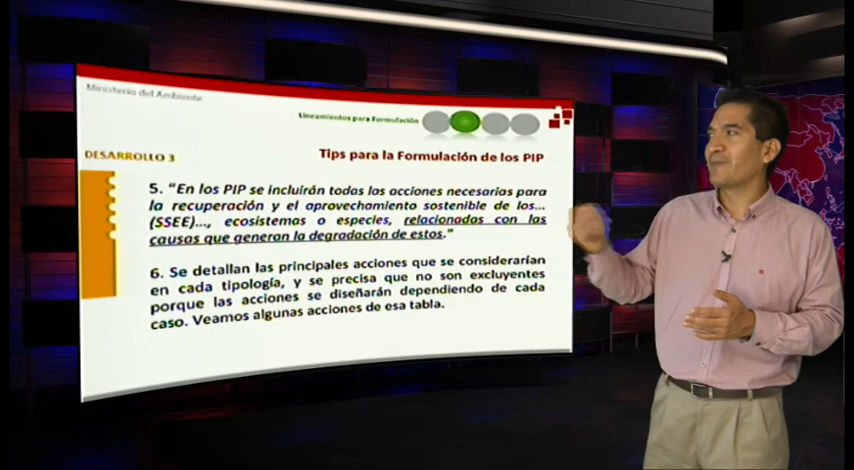 Ministerio del Ambiente
Lineamientos para Formulación
DESARROLLO 3
Tips para la Formulación de los PIP
5. “En los PIP se incluirán todas las acciones necesarias para
la recuperación y el aprovechamiento sostenible de los...
(SSEE)..., ecosistemas o especies, relacionadas con las
causas que generan la degradación de estos.”
6. Se detallan las principales acciones que se considerarían
en cada tipología, y se precisa que no son excluyentes
porque las acciones se diseñarán dependiendo de cada
caso. Veamos algunas acciones de esa tabla.